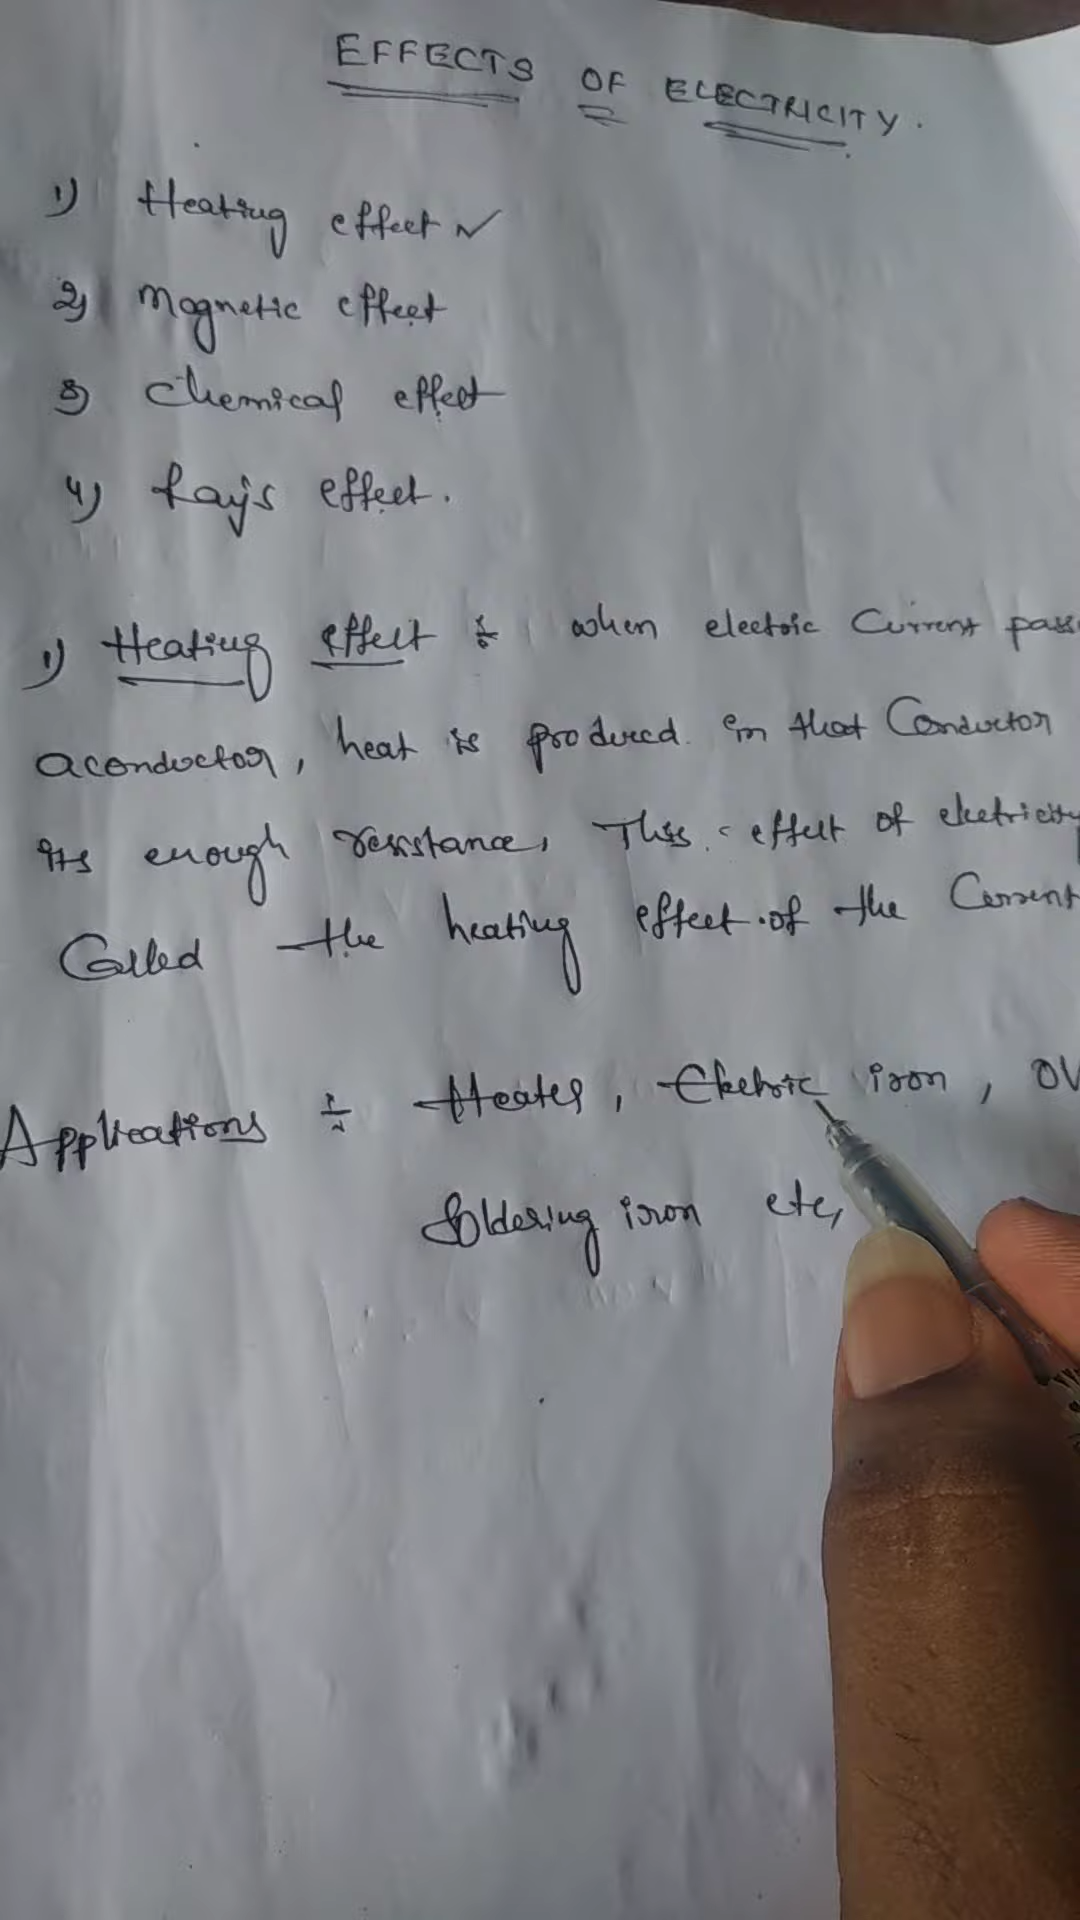 EFFECTS OF ELECTRICITY.
1) Heating effect ✓
2) Magnetic effect
3) Chemical effect
4) Rays effect.
1) Heating effect :- when electric Current pass
a conductor, heat is produced. in that Conductor
its enough resistance, This effect of electricity
Called the heating effect of the Current
Applications :- Heater, Electric iron, OV
Soldering iron etc,